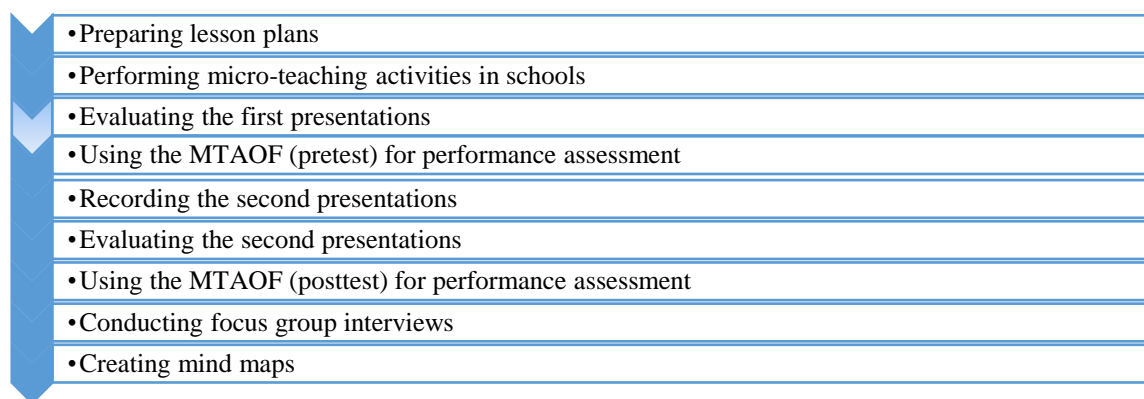 •Preparing lesson plans
•Performing micro-teaching activities in schools
•Evaluating the first presentations
•Using the MTAOF (pretest) for performance assessment
•Recording the second presentations
•Evaluating the second presentations
•Using the MTAOF (posttest) for performance assessment
•Conducting focus group interviews
•Creating mind maps